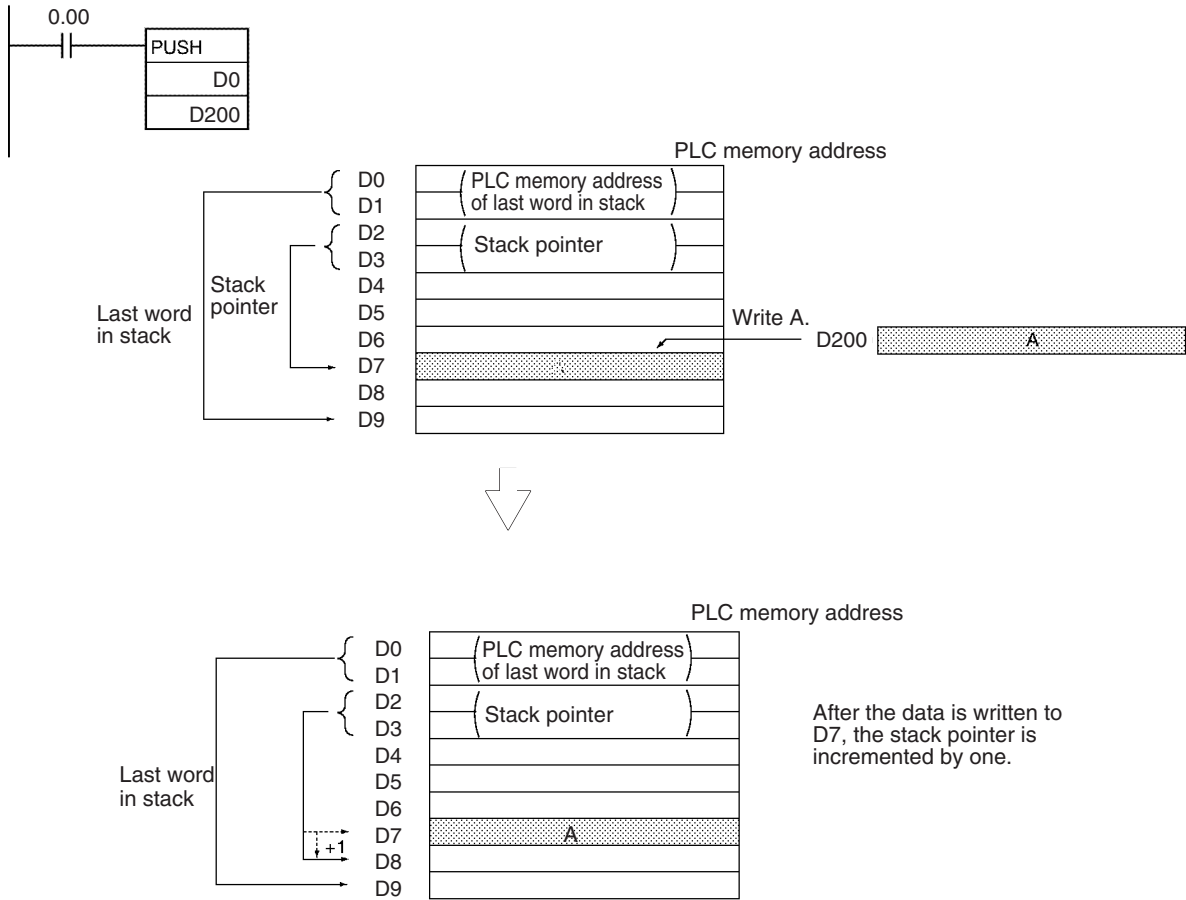 0.00
PUSH
D0
D200
PLC memory address
D0
D1
D2
D3
D4
D5
D6
D7
D8
D9
PLC memory address
of last word in stack
Stack pointer
Stack
pointer
Last word
in stack
Write A.
D200
A
PLC memory address
D0
D1
D2
D3
D4
D5
D6
D7
D8
D9
PLC memory address
of last word in stack
Stack pointer
Last word
in stack
+1
A
After the data is written to
D7, the stack pointer is
incremented by one.